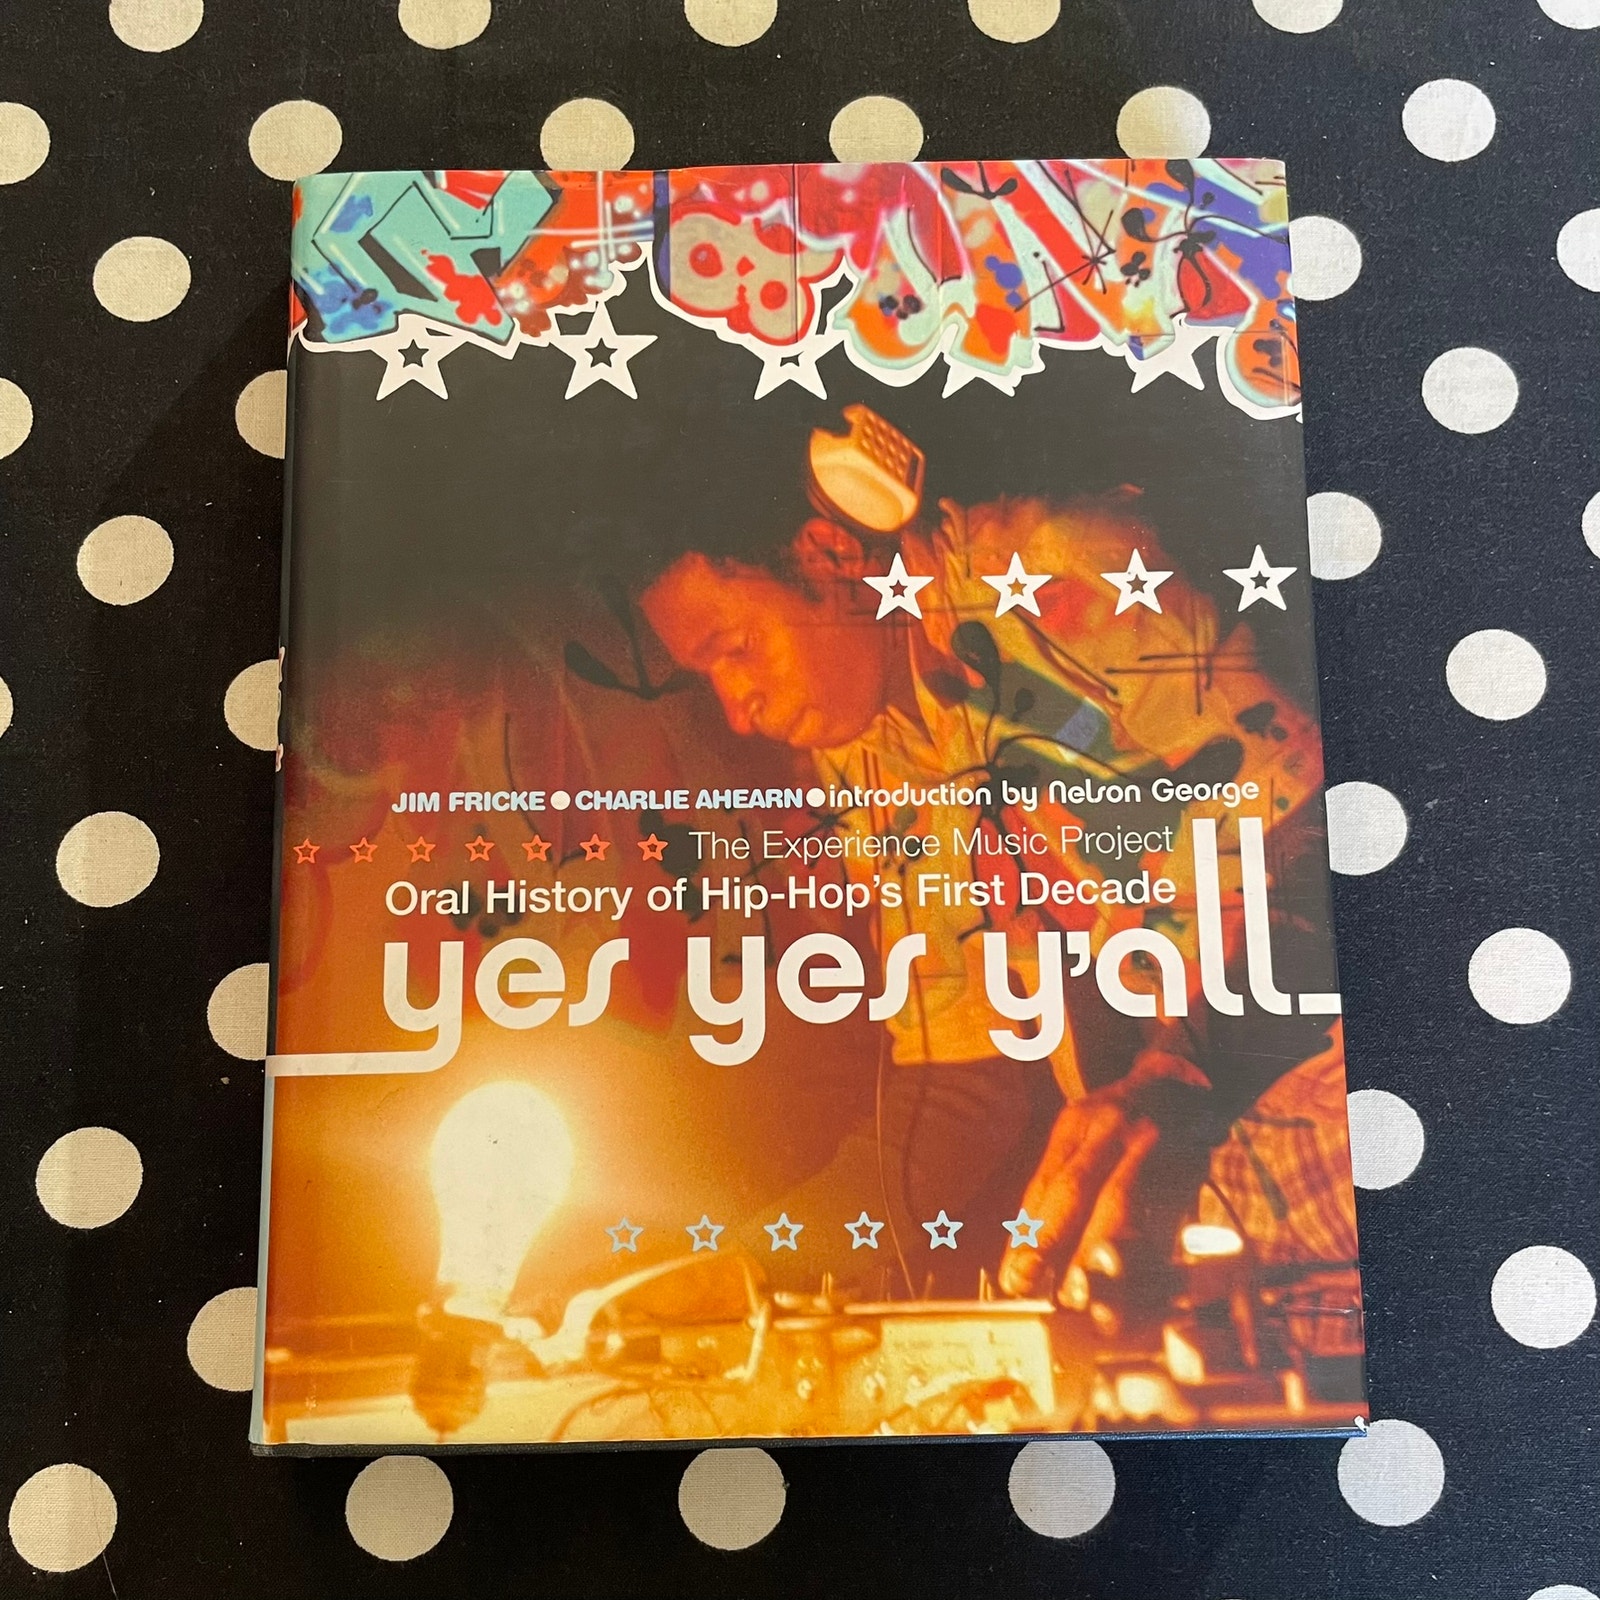 JIM FRICKE ● CHARLIE AHEARN ● introduction by Nelson George
The Experience Music Project
Oral History of Hip-Hop's First Decade
yes yes y'all